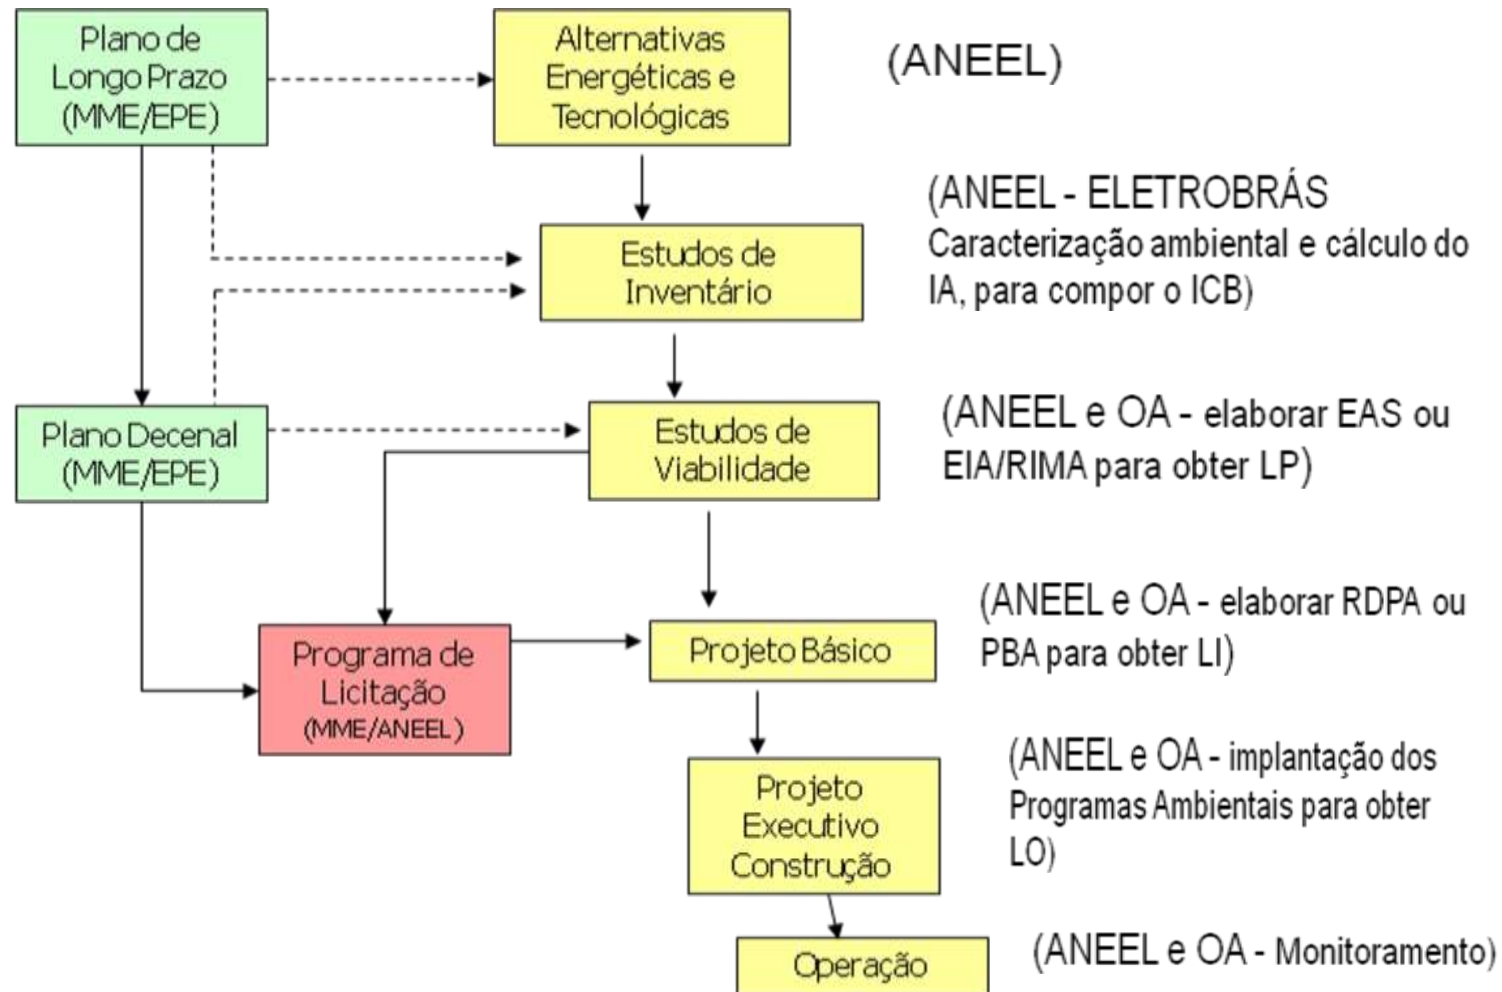 Plano de
Longo Prazo
(MME/EPE)
Alternativas
Energéticas e
Tecnológicas
(ANEEL)
Estudos de
Inventário
(ANEEL - ELETROBRÁS
Caracterização ambiental e cálculo do
IA, para compor o ICB)
Plano Decenal
(MME/EPE)
Estudos de
Viabilidade
(ANEEL e OA - elaborar EAS ou
EIA/RIMA para obter LP)
Programa de
Licitação
(MME/ANEEL)
Projeto Básico
(ANEEL e OA - elaborar RDPA ou
PBA para obter LI)
Projeto
Executivo
Construção
(ANEEL e OA - implantação dos
Programas Ambientais para obter
LO)
Operação
(ANEEL e OA - Monitoramento)